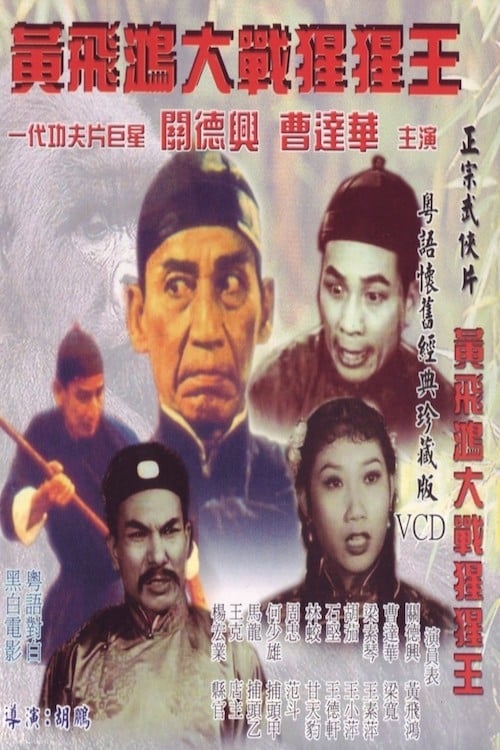 黃飛鴻大戰猩猩王
一代功夫片巨星 關德興 曹達華 主演
正宗武俠片
粵語懷舊經典珍藏版
VCD
黃飛鴻大戰猩猩王
演員表
關德興 黃飛鴻
曹達華 梁寬
梁素琴 王素萍
胡茄 王小萍
石堅 王德軒
林蛟 甘天豹
周志 范斗
何少雄 捕頭甲
馬龍 捕頭乙
王克 店主
楊宏業 縣官
粵語對白
黑白電影
導演:胡鵬